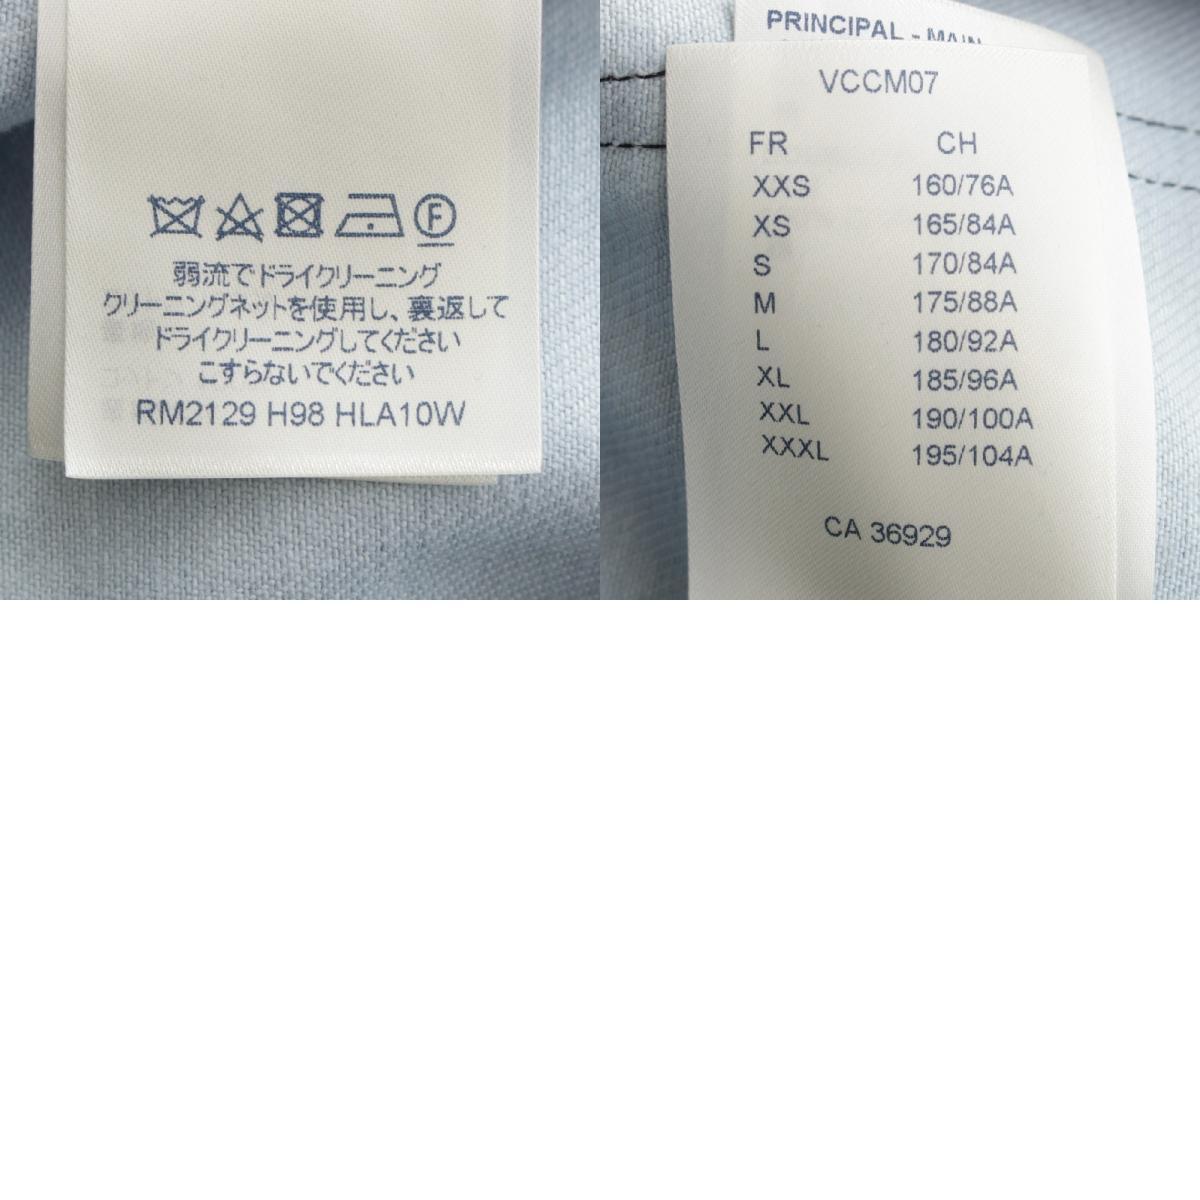 F
弱流でドライクリーニング
クリーニングネットを使用し、裏返して
ドライクリーニングしてください
こすらないでください
RM2129 H98 HLA10W
PRINCIPAL - MAIN
VCCM07
FR CH
XXS 160/76A
XS 165/84A
S 170/84A
M 175/88A
L 180/92A
XL 185/96A
XXL 190/100A
XXXL 195/104A
CA 36929